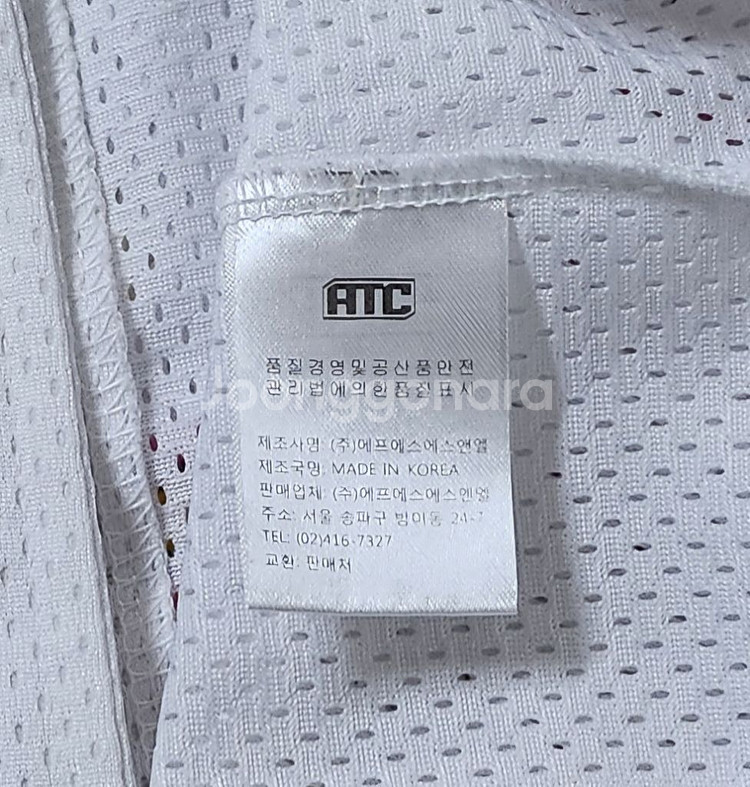 ATC
품질경영및공산품안전
관리법에의한품질표시
Joonggonara
제조사명: (주)에프에스에스앤엘
제조국명: MADE IN KOREA
판매업체: (주)에프에스에스앤엘
주소: 서울 송파구 방이동 24-7
TEL: (02)416-7327
교환: 판매처